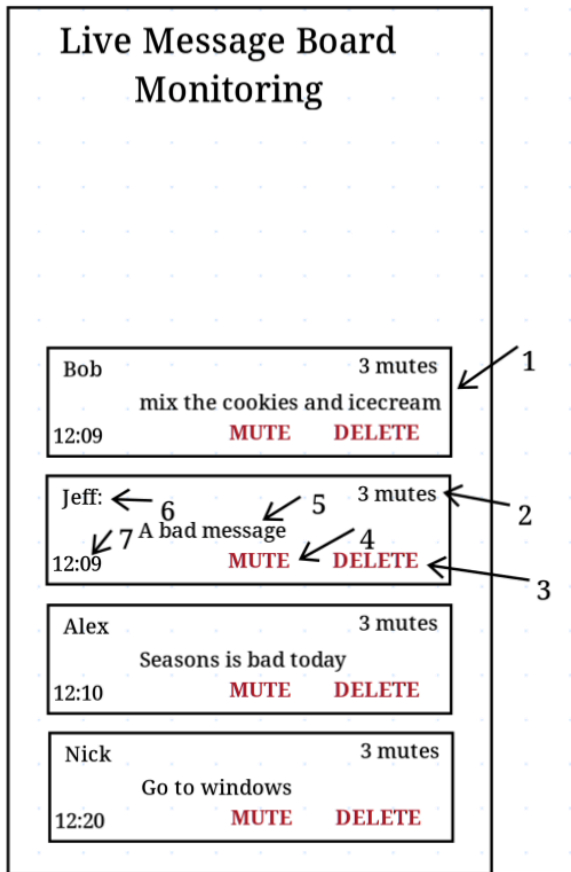 Live Message Board
Monitoring
Bob 3 mutes
1
mix the cookies and icecream
12:09 MUTE DELETE
Jeff: 6 5 3 mutes
2
7 A bad message 4
12:09 MUTE DELETE
3
Alex 3 mutes
Seasons is bad today
12:10 MUTE DELETE
Nick 3 mutes
Go to windows
12:20 MUTE DELETE